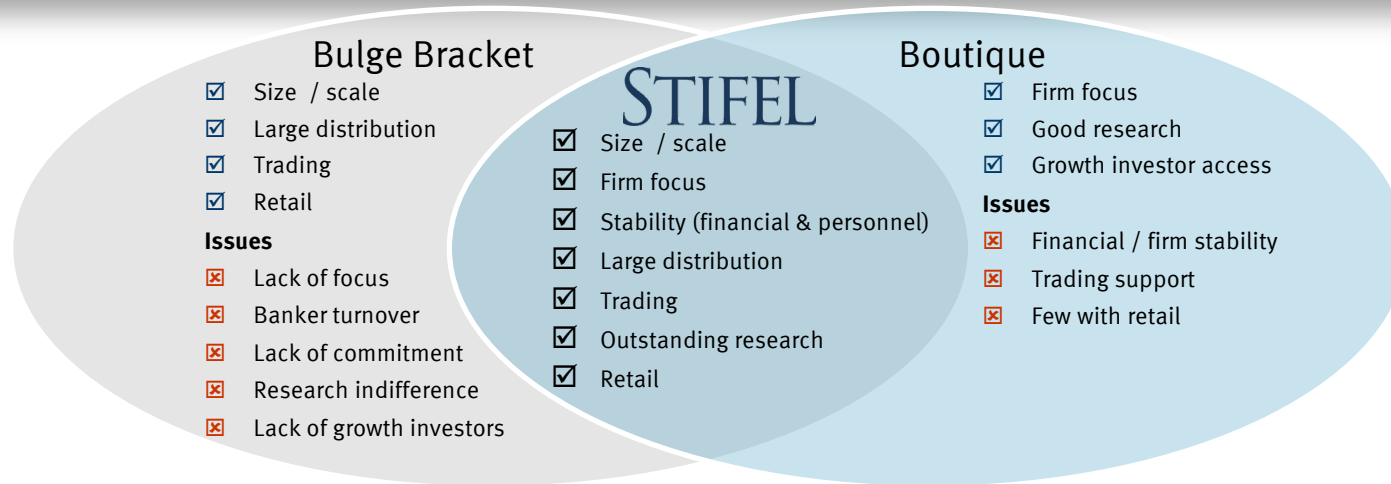 Bulge Bracket
Size / scale
Large distribution
Trading
Retail
Issues
Lack of focus
Banker turnover
Lack of commitment
Research indifference
Lack of growth investors
STIFEL
Size / scale
Firm focus
Stability (financial & personnel)
Large distribution
Trading
Outstanding research
Retail
Boutique
Firm focus
Good research
Growth investor access
Issues
Financial / firm stability
Trading support
Few with retail